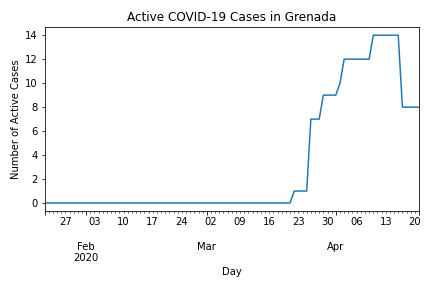 Active COVID-19 Cases in Grenada
Number of Active Cases
14
12
10
8
6
4
2
0
27 03 10 17 24 02 09 16 23 30 06 13 20
Feb Mar Apr
2020
Day